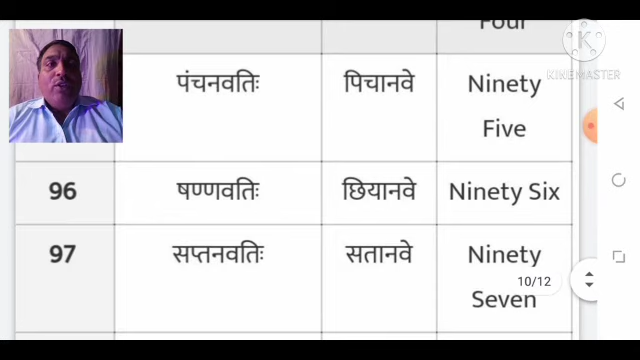 Four
KINEMASTER
पंचनवतिः पिचानवे Ninety
Five
96 षण्णवतिः छियानवे Ninety Six
97 सप्तनवतिः सतानवे Ninety
10/12
Seven